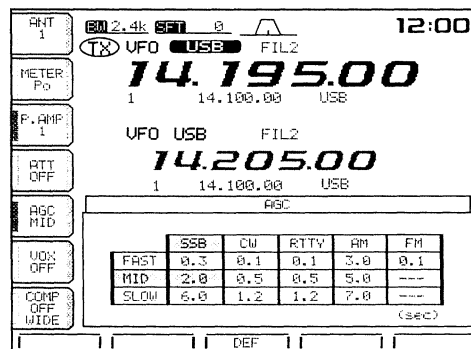 ANT
1
BW 2.4k SFT 0
12:00
TX VFO USB FIL2
14.195.00
1 14.100.00 USB
METER
Po
P.AMP
1
VFO USB FIL2
14.205.00
1 14.100.00 USB
ATT
OFF
AGC
MID
VOX
OFF
COMP
OFF
WIDE
AGC
SSB CW RTTY AM FM
FAST 0.3 0.1 0.1 3.0 0.1
MID 2.0 0.5 0.5 5.0 ---
SLOW 6.0 1.2 1.2 7.0 ---
(sec)
DEF